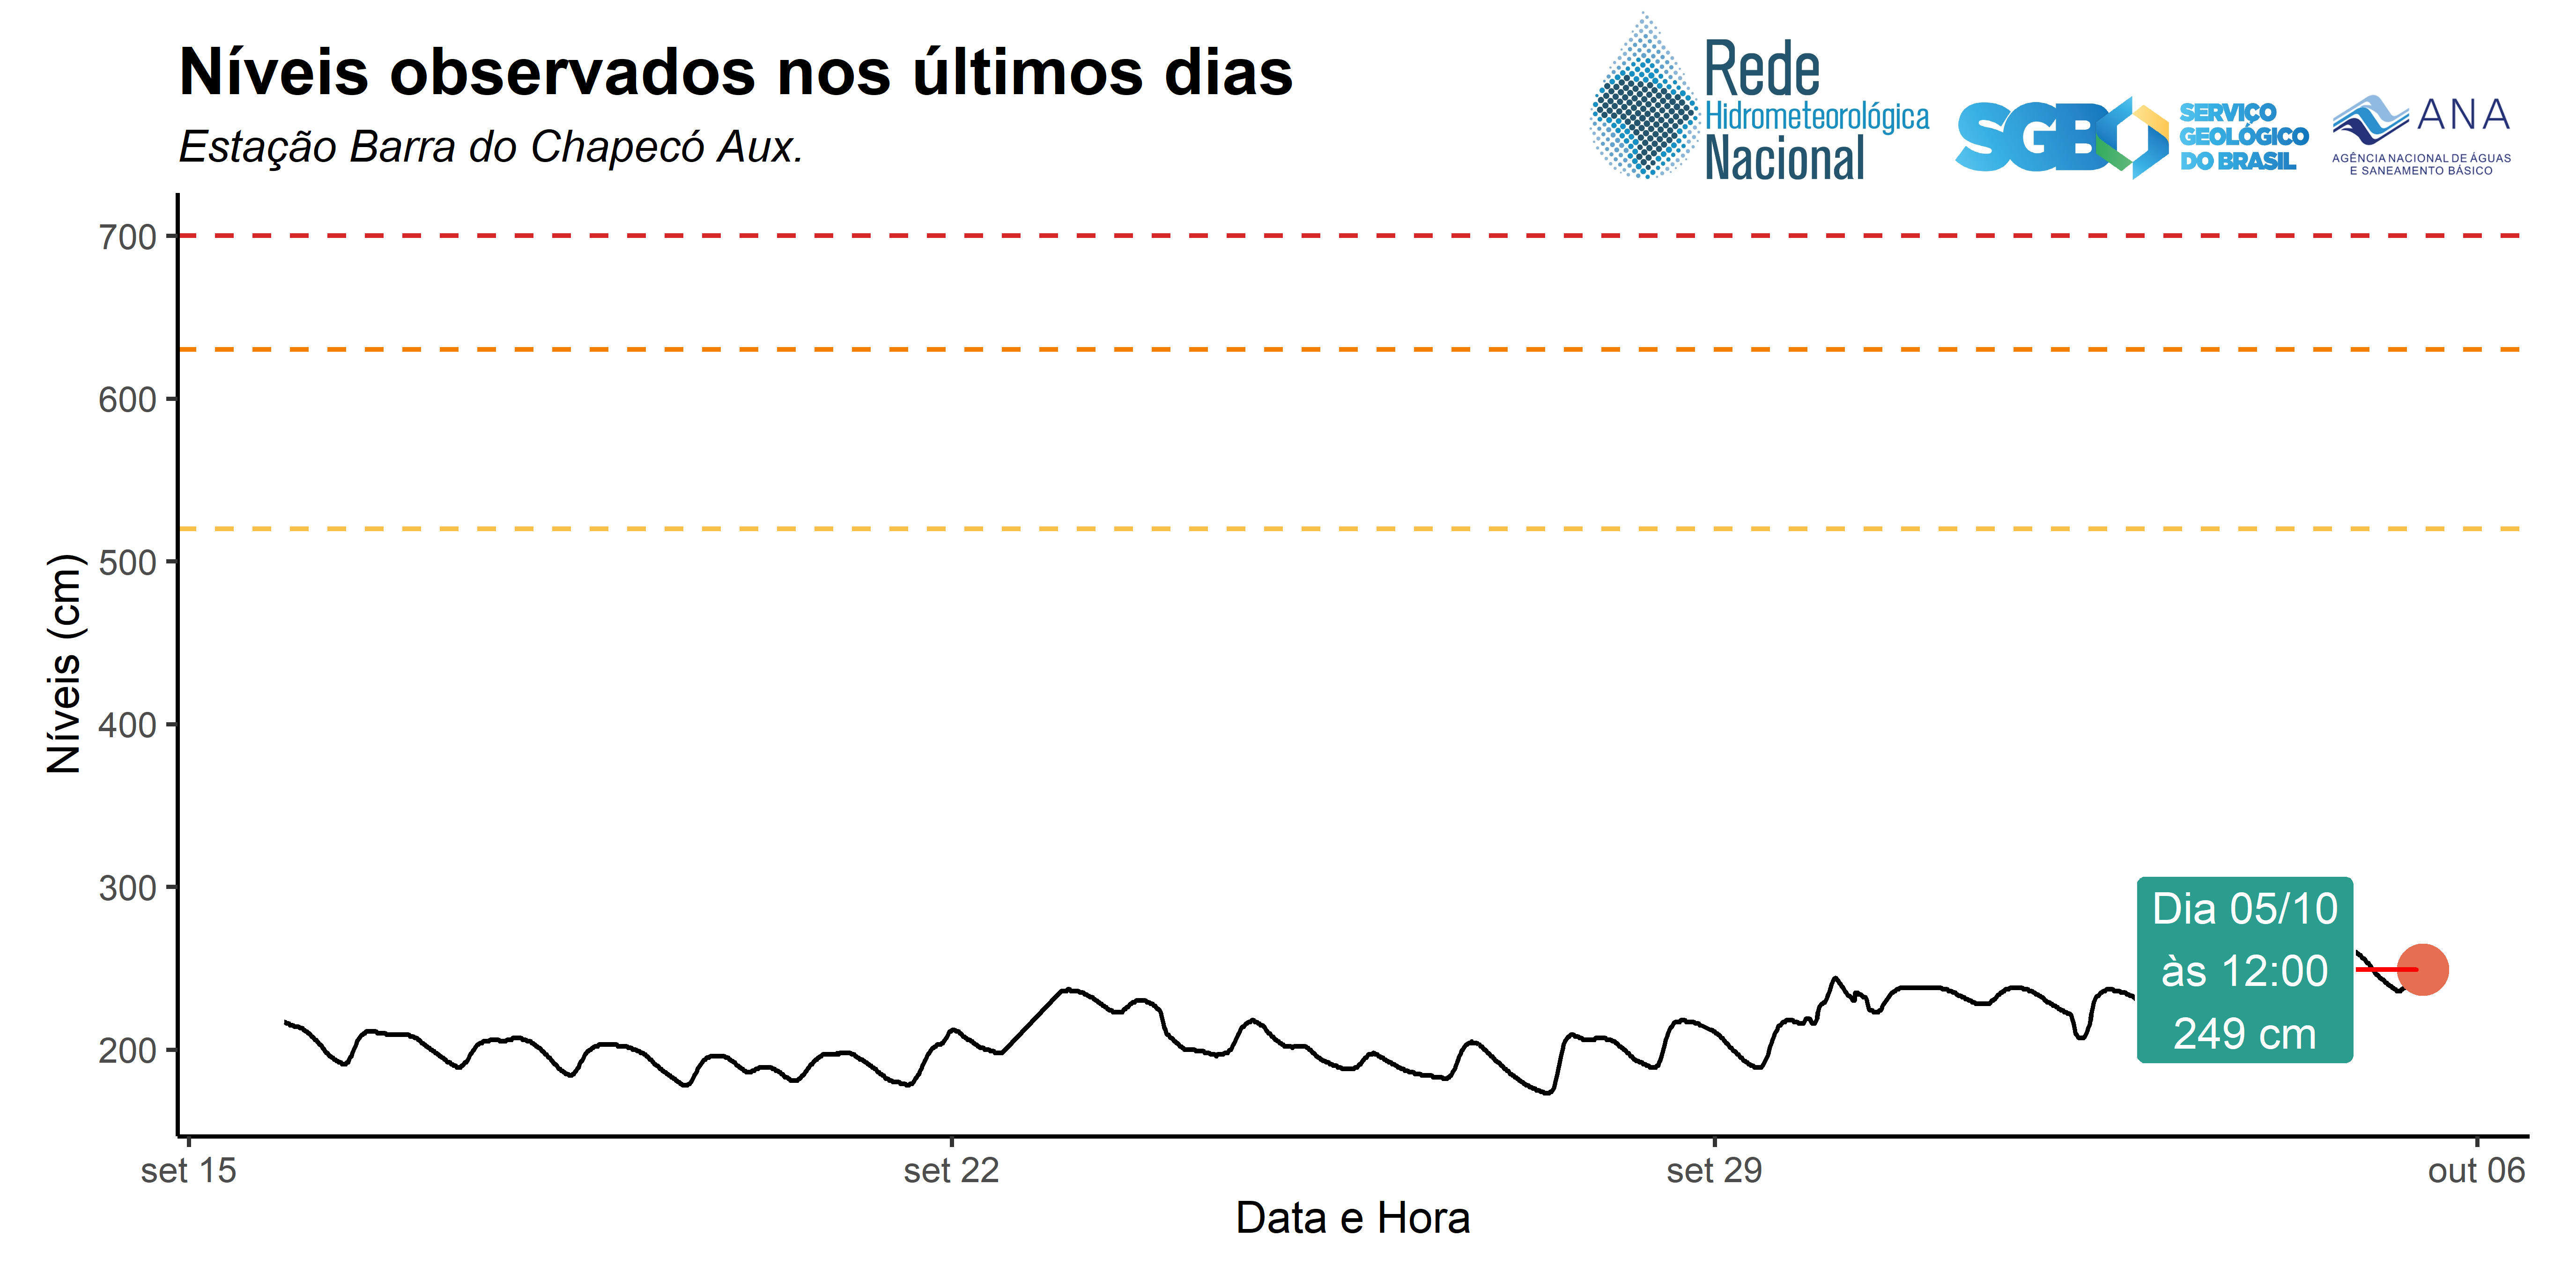 Níveis observados nos últimos dias
Estação Barra do Chapecó Aux.
Rede
Hidrometeorológica
Nacional
SGB
SERVIÇO
GEOLÓGICO
DO BRASIL
ANA
AGÊNCIA NACIONAL DE ÁGUAS
E SANEAMENTO BÁSICO
Níveis (cm)
700
600
500
400
300
200
Dia 05/10
às 12:00
249 cm
set 15
set 22
set 29
out 06
Data e Hora